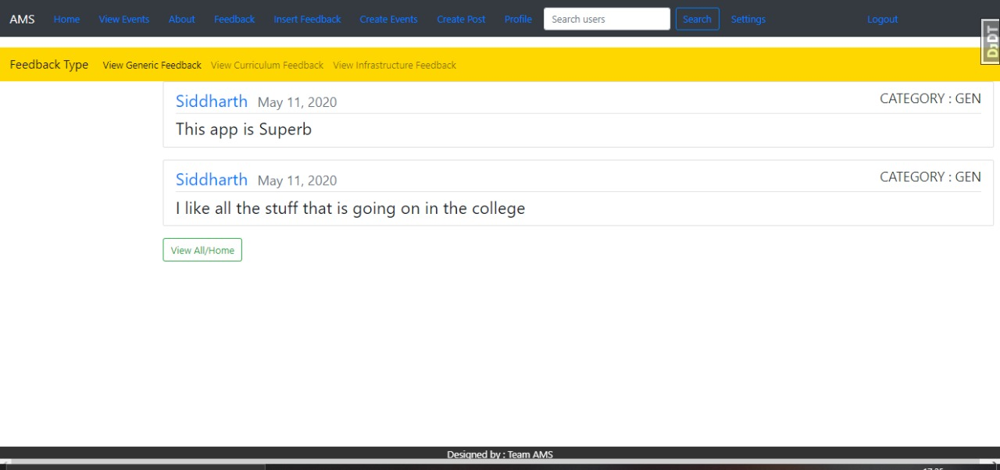 AMS Home View Events About Feedback Insert Feedback Create Events Create Post Profile Search users Search Settings Logout
DjDT
Feedback Type View Generic Feedback View Curriculum Feedback View Infrastructure Feedback
Siddharth May 11, 2020 CATEGORY : GEN
This app is Superb
Siddharth May 11, 2020 CATEGORY : GEN
I like all the stuff that is going on in the college
View All/Home
Designed by : Team AMS